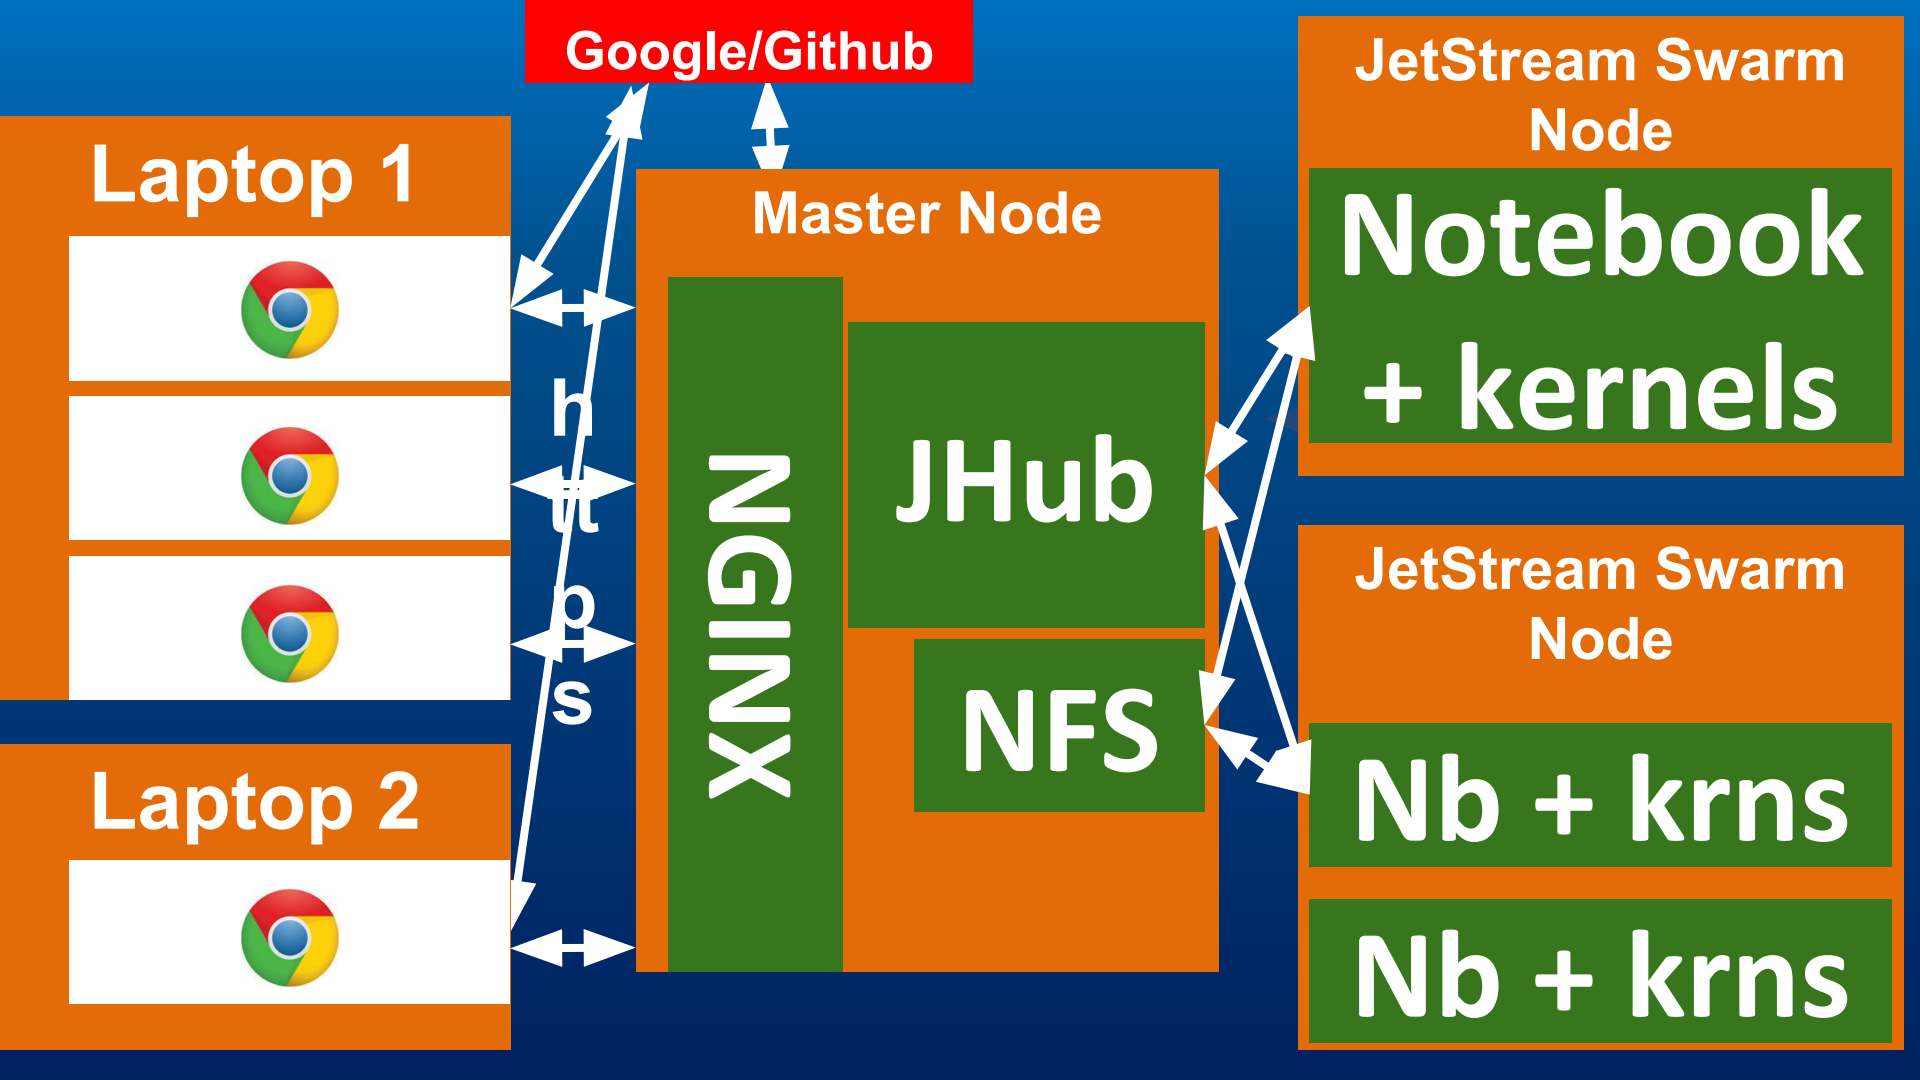 Google/Github
Laptop 1
Laptop 2
h
tt
p
s
Master Node
NGINX
JHub
NFS
JetStream Swarm
Node
Notebook
+ kernels
JetStream Swarm
Node
Nb + krns
Nb + krns